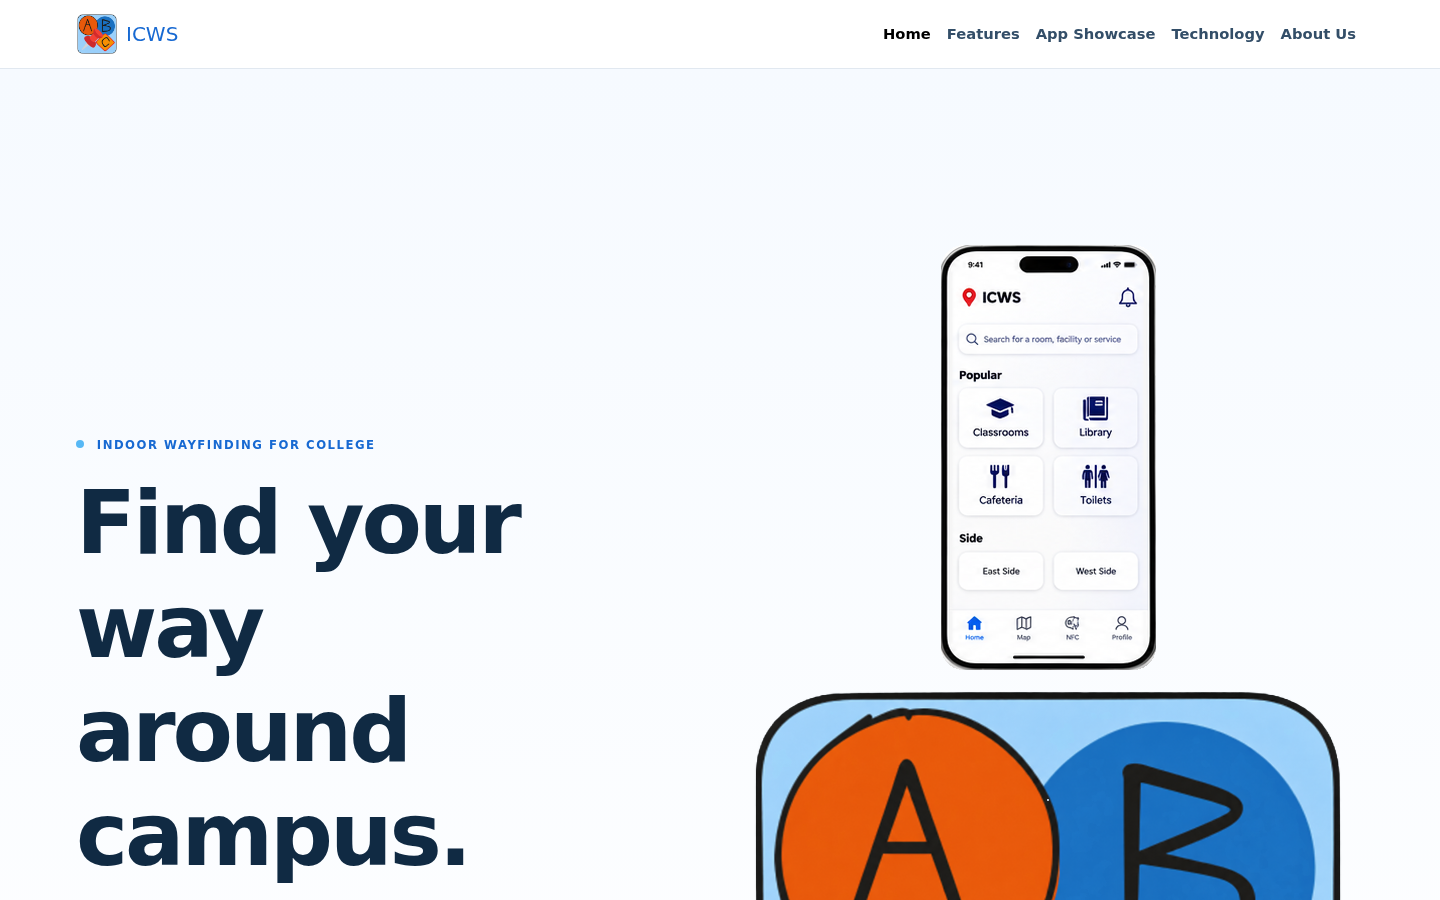 ABC
ICWS
Home Features App Showcase Technology About Us
9:41
ICWS
Search for a room, facility or service
Popular
Classrooms Library
Cafeteria Toilets
Side
East Side West Side
Home Map NFC Profile
INDOOR WAYFINDING FOR COLLEGE
Find your
way
around
campus.
A B